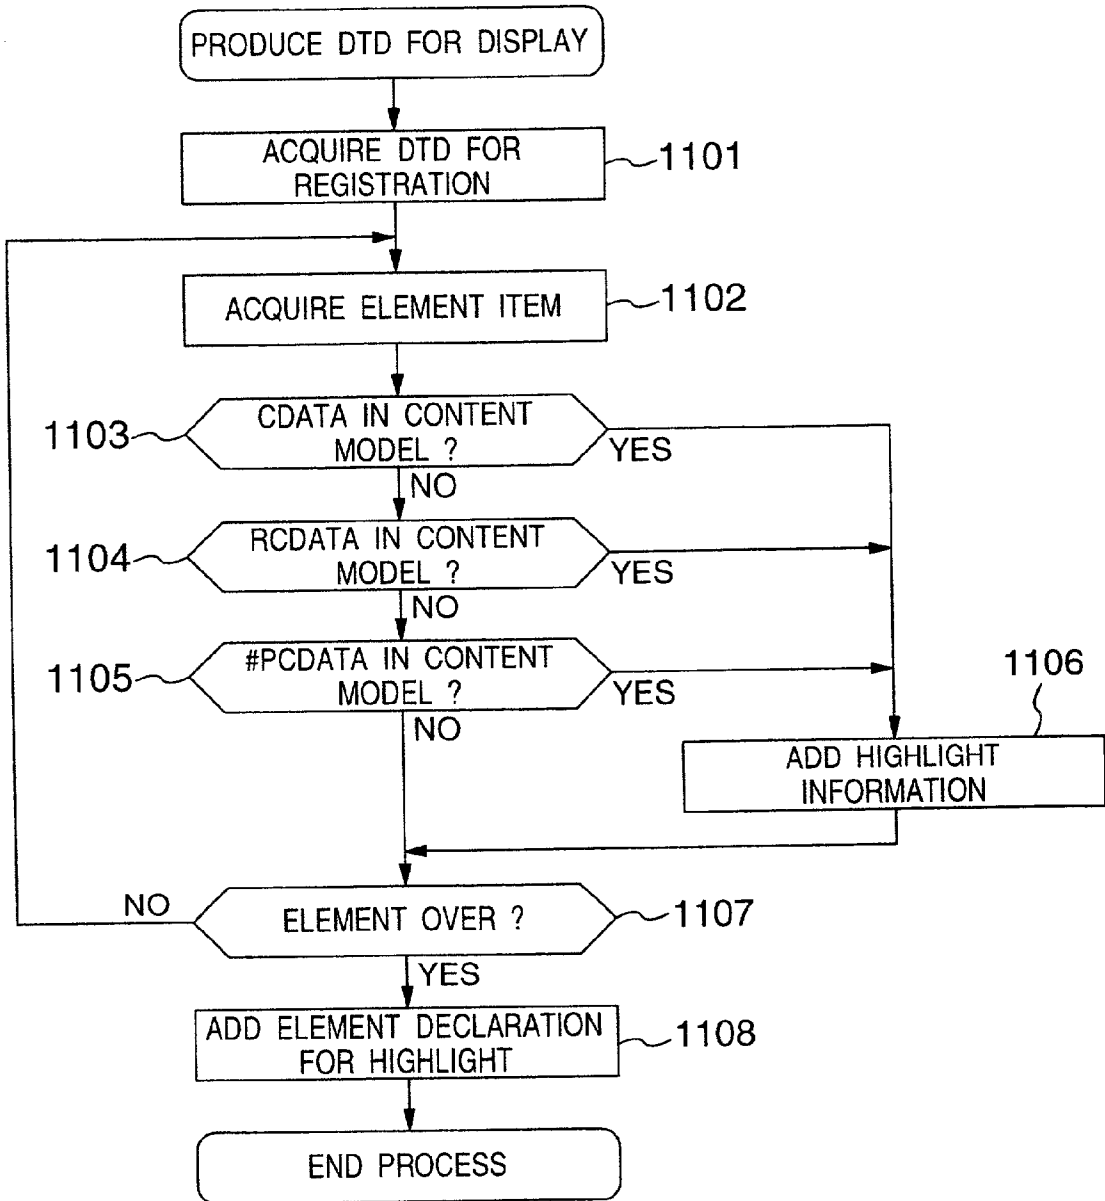 PRODUCE DTD FOR DISPLAY
ACQUIRE DTD FOR
REGISTRATION
1101
ACQUIRE ELEMENT ITEM
1102
CDATA IN CONTENT
MODEL ?
1103
YES
NO
RCDATA IN CONTENT
MODEL ?
1104
YES
NO
#PCDATA IN CONTENT
MODEL ?
1105
YES
NO
1106
ADD HIGHLIGHT
INFORMATION
ELEMENT OVER ?
1107
NO
YES
ADD ELEMENT DECLARATION
FOR HIGHLIGHT
1108
END PROCESS